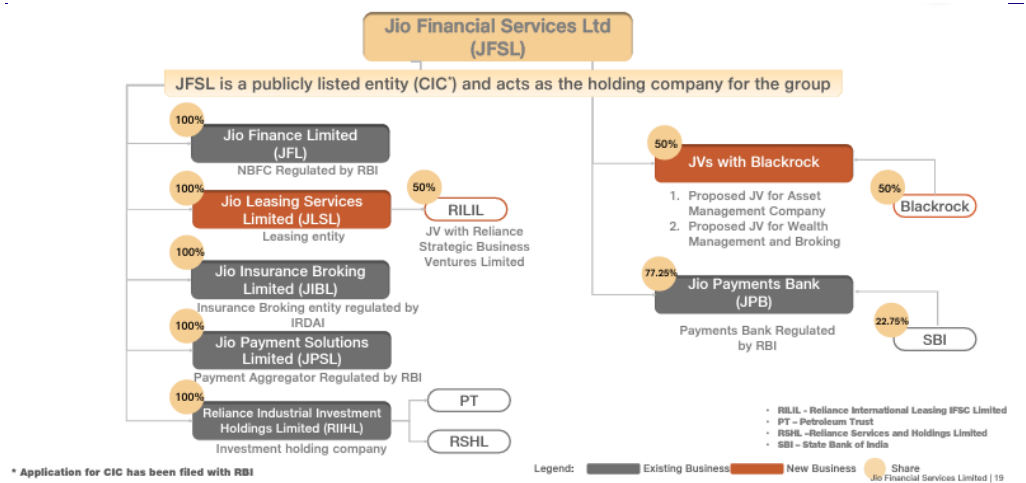 Jio Financial Services Ltd
(JFSL)
JFSL is a publicly listed entity (CIC*) and acts as the holding company for the group
100%
Jio Finance Limited
(JFL)
NBFC Regulated by RBI
100%
Jio Leasing Services
Limited (JLSL)
Leasing entity
50%
RILIL
JV with Reliance
Strategic Business
Ventures Limited
100%
Jio Insurance Broking
Limited (JIBL)
Insurance Broking entity regulated by
IRDAI
100%
Jio Payment Solutions
Limited (JPSL)
Payment Aggregator Regulated by RBI
100%
Reliance Industrial Investment
Holdings Limited (RIIHL)
Investment holding company
PT
RSHL
50%
JVs with Blackrock
1. Proposed JV for Asset
Management Company
2. Proposed JV for Wealth
Management and Broking
50%
Blackrock
77.25%
Jio Payments Bank
(JPB)
Payments Bank Regulated
by RBI
22.75%
SBI
• RILIL - Reliance International Leasing IFSC Limited
• PT – Petroleum Trust
• RSHL –Reliance Services and Holdings Limited
• SBI – State Bank of India
* Application for CIC has been filed with RBI
Legend: Existing Business New Business Share
Jio Financial Services Limited | 19